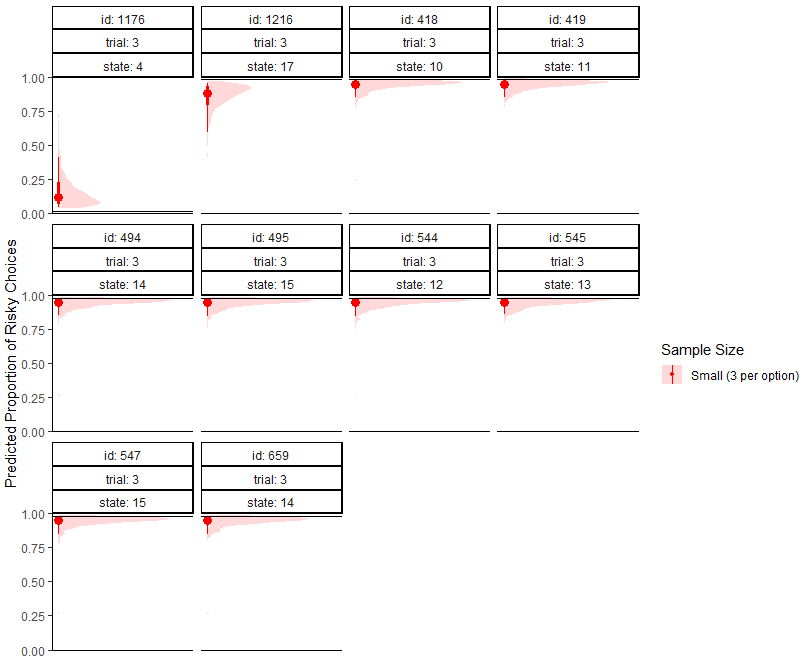 id: 1176
trial: 3
state: 4
id: 1216
trial: 3
state: 17
id: 418
trial: 3
state: 10
id: 419
trial: 3
state: 11
1.00
0.75
0.50
0.25
0.00
id: 494
trial: 3
state: 14
id: 495
trial: 3
state: 15
id: 544
trial: 3
state: 12
id: 545
trial: 3
state: 13
1.00
0.75
0.50
0.25
0.00
id: 547
trial: 3
state: 15
id: 659
trial: 3
state: 14
1.00
0.75
0.50
0.25
0.00
Predicted Proportion of Risky Choices
Sample Size
Small (3 per option)